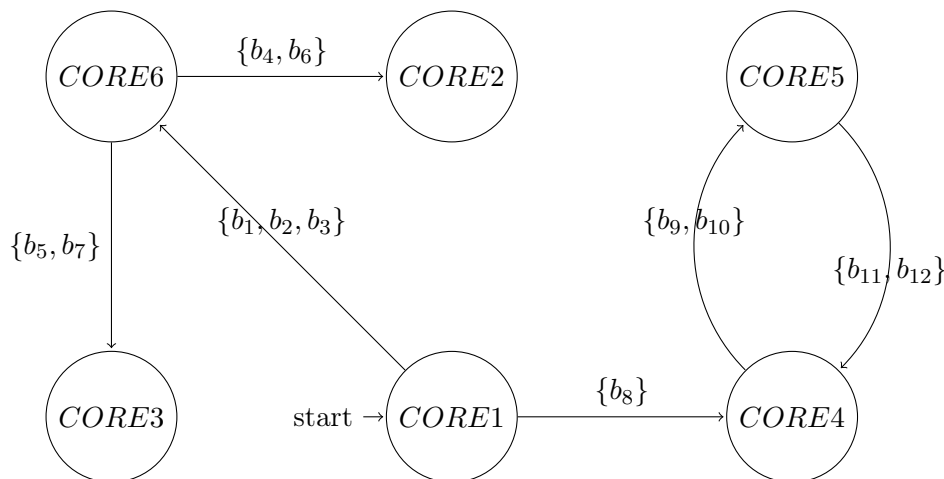 {b₄, b₆}
CORE6
CORE2
CORE5
{b₁, b₂, b₃}
{b₉, b₁₀}
{b₅, b₇}
{b₁₁, b₁₂}
{b₈}
CORE3
start
CORE1
CORE4